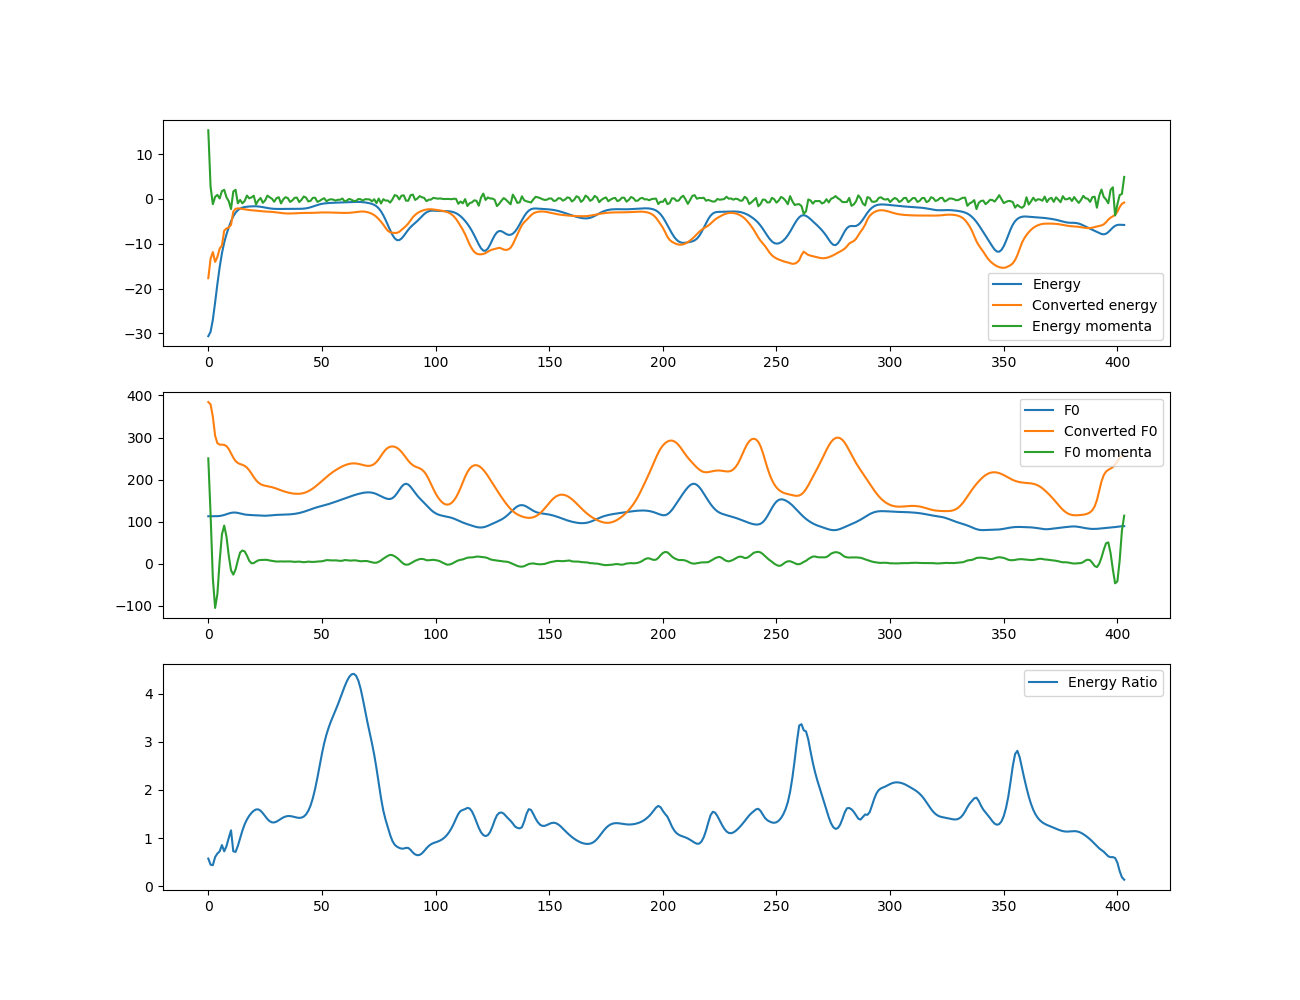 10
0
−10
−20
−30
Energy
Converted energy
Energy momenta
0 50 100 150 200 250 300 350 400
400
300
200
100
0
−100
F0
Converted F0
F0 momenta
0 50 100 150 200 250 300 350 400
4
3
2
1
0
Energy Ratio
0 50 100 150 200 250 300 350 400